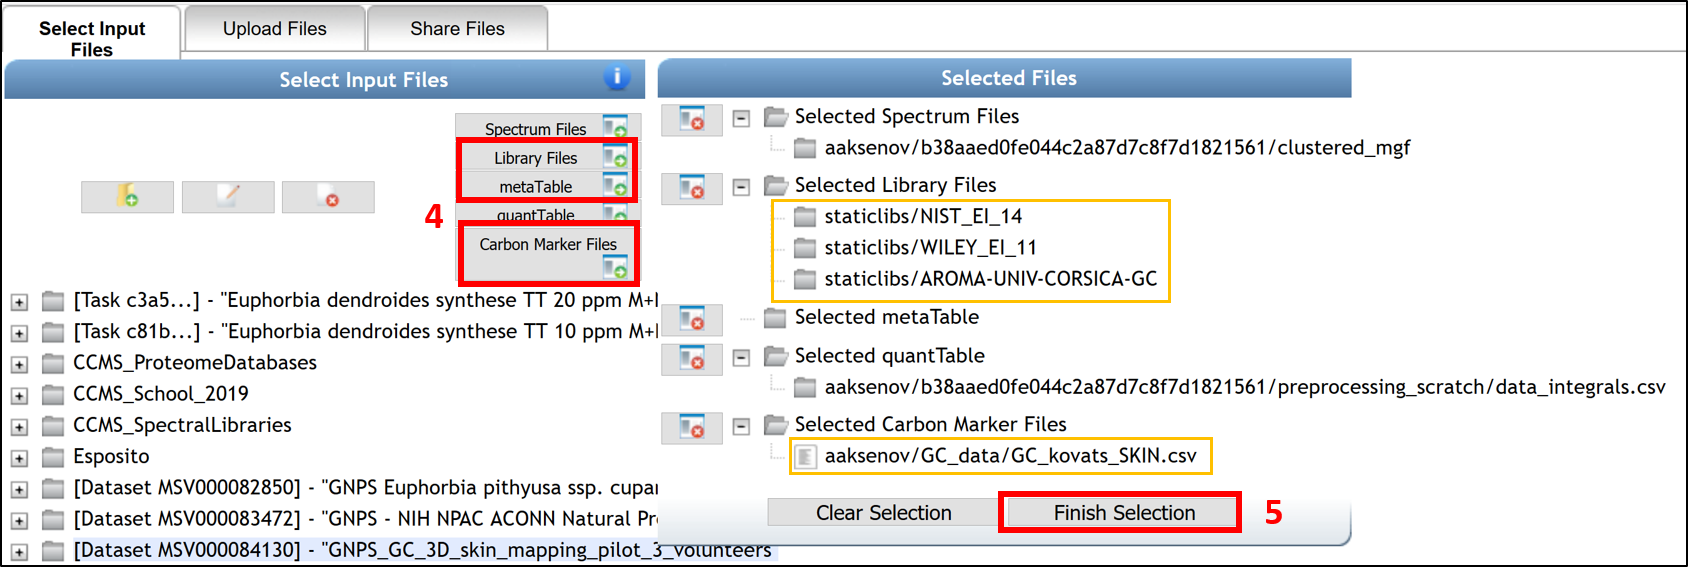 Select Input
Files
Upload Files
Share Files
Select Input Files
i
Spectrum Files
Library Files
metaTable
quantTable
Carbon Marker Files
4
[Task c3a5...] - "Euphorbia dendroides synthese TT 20 ppm M+
[Task c81b...] - "Euphorbia dendroides synthese TT 10 ppm M+
CCMS_ProteomeDatabases
CCMS_School_2019
CCMS_SpectralLibraries
Esposito
[Dataset MSV000082850] - "GNPS Euphorbia pithyusa ssp. cupar
[Dataset MSV000083472] - "GNPS - NIH NPAC ACONN Natural Pr
[Dataset MSV000084130] - "GNPS_GC_3D_skin_mapping_pilot_3_volunteers
Selected Files
Selected Spectrum Files
aaksenov/b38aaed0fe044c2a87d7c8f7d1821561/clustered_mgf
Selected Library Files
staticlibs/NIST_EI_14
staticlibs/WILEY_EI_11
staticlibs/AROMA-UNIV-CORSICA-GC
Selected metaTable
Selected quantTable
aaksenov/b38aaed0fe044c2a87d7c8f7d1821561/preprocessing_scratch/data_integrals.csv
Selected Carbon Marker Files
aaksenov/GC_data/GC_kovats_SKIN.csv
Clear Selection
Finish Selection
5